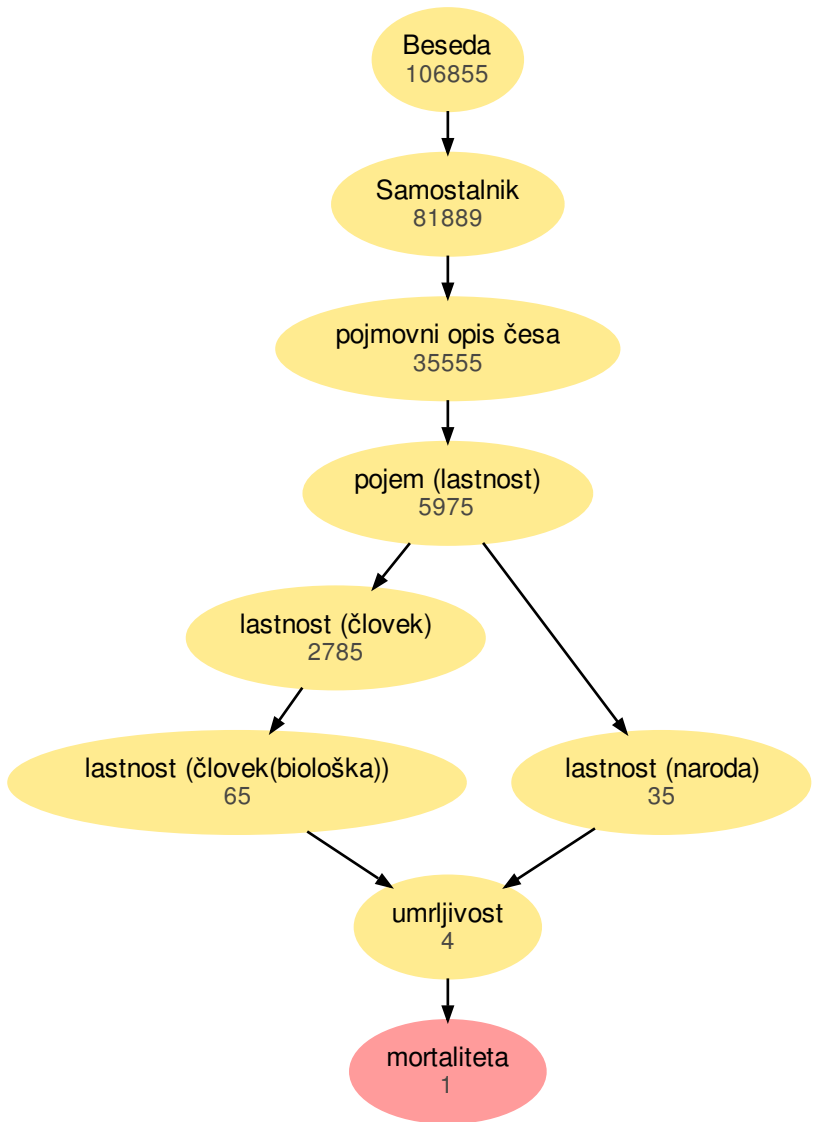 Beseda
106855
Samostalnik
81889
pojmovni opis česa
35555
pojem (lastnost)
5975
lastnost (človek)
2785
lastnost (človek(biološka))
65
lastnost (naroda)
35
umrljivost
4
mortaliteta
1